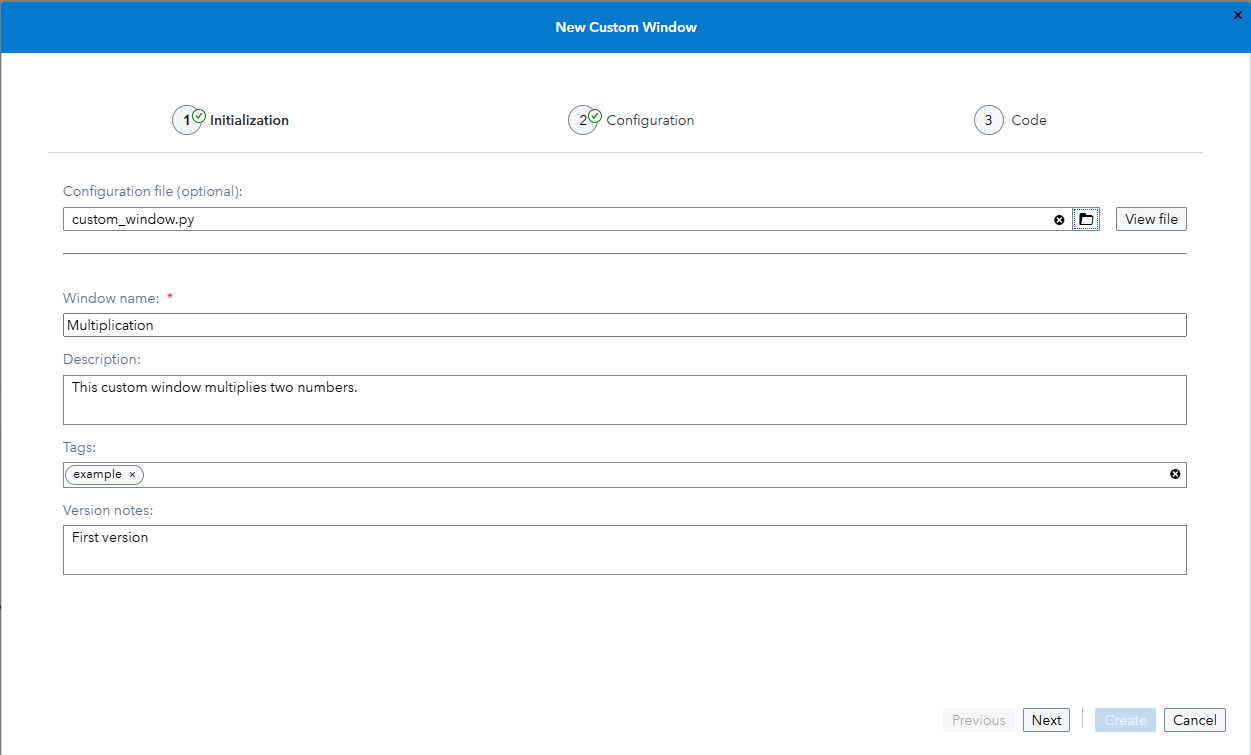 New Custom Window
1 Initialization
2 Configuration
3 Code
Configuration file (optional):
custom_window.py
View file
Window name: *
Multiplication
Description:
This custom window multiplies two numbers.
Tags:
example ×
Version notes:
First version
Previous
Next
Create
Cancel